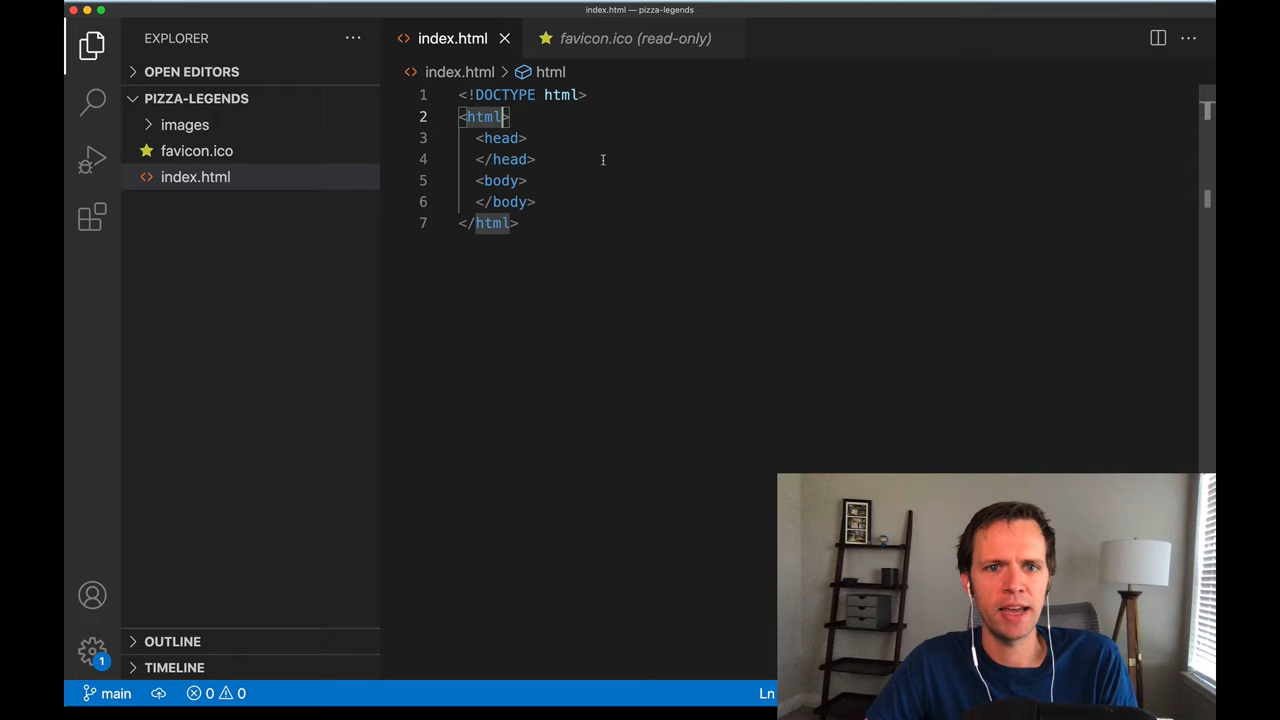 index.html — pizza-legends
EXPLORER
OPEN EDITORS
PIZZA-LEGENDS
images
favicon.ico
index.html
OUTLINE
TIMELINE
index.html
favicon.ico (read-only)
index.html > html
1 <!DOCTYPE html>
2 <html>
3 <head>
4 </head>
5 <body>
6 </body>
7 </html>
1
main
0 0
Ln